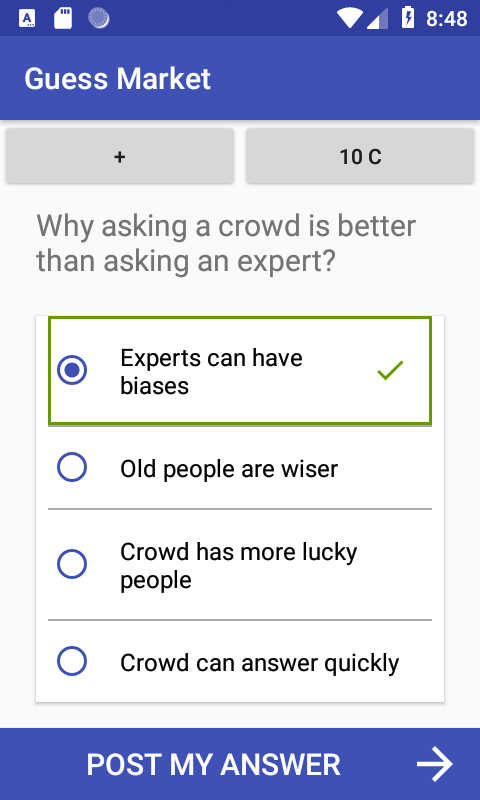 8:48
Guess Market
+
10 C
Why asking a crowd is better
than asking an expert?
Experts can have
biases
Old people are wiser
Crowd has more lucky
people
Crowd can answer quickly
POST MY ANSWER